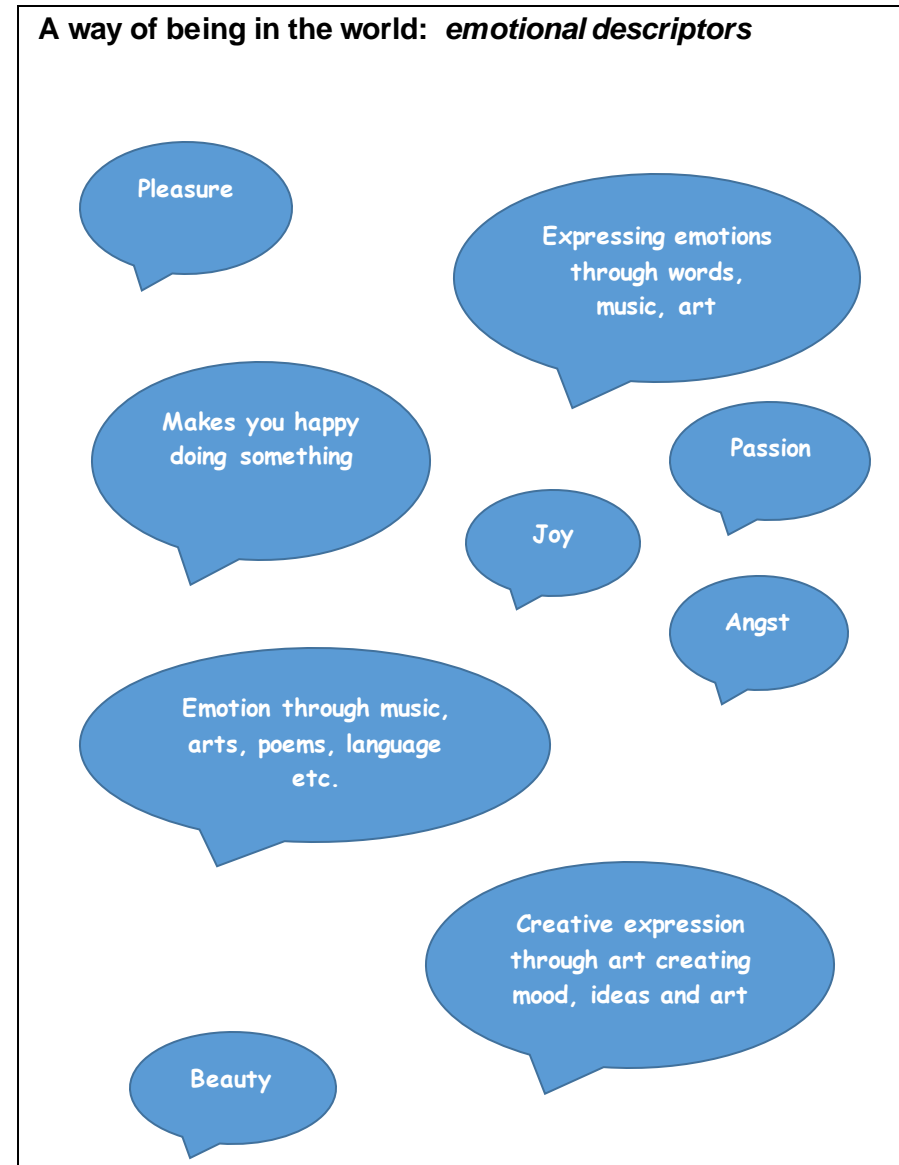 A way of being in the world: emotional descriptors
Pleasure
Expressing emotions
through words,
music, art
Makes you happy
doing something
Passion
Joy
Angst
Emotion through music,
arts, poems, language
etc.
Creative expression
through art creating
mood, ideas and art
Beauty